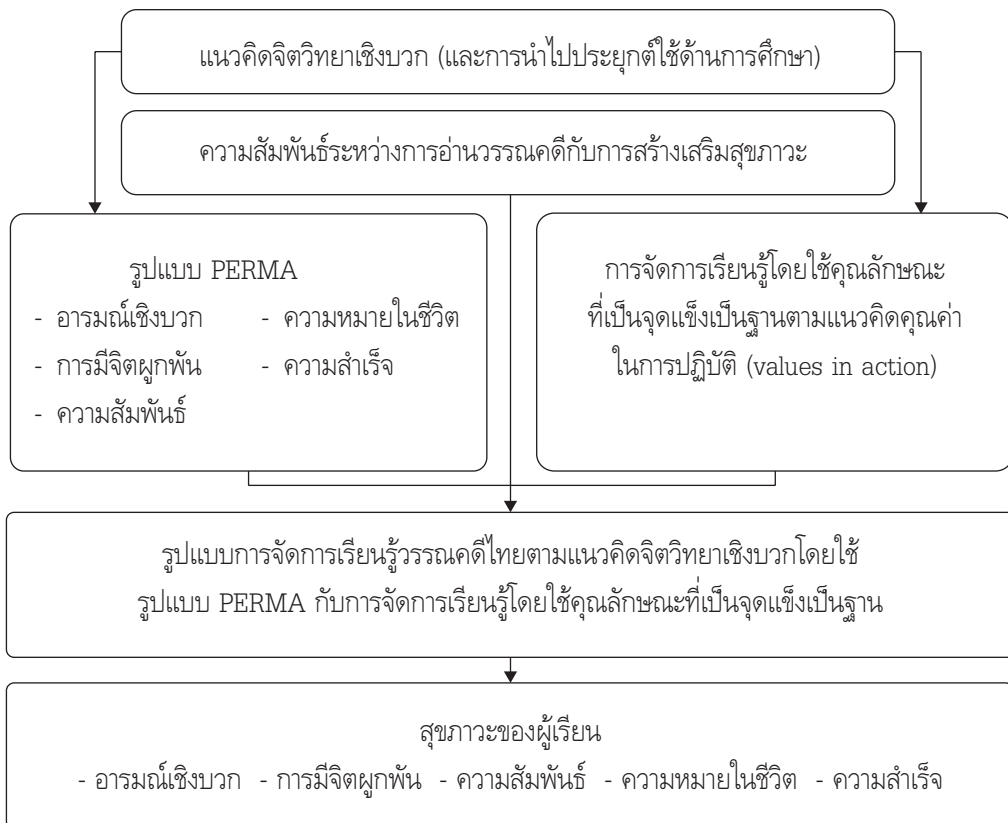 แนวคิดจิตวิทยาเชิงบวก (และการนำไปประยุกต์ใช้ด้านการศึกษา)
ความสัมพันธ์ระหว่างการอ่านวรรณคดีกับการสร้างเสริมสุขภาวะ
รูปแบบ PERMA
- อารมณ์เชิงบวก - ความหมายในชีวิต
- การมีจิตผูกพัน - ความสำเร็จ
- ความสัมพันธ์
การจัดการเรียนรู้โดยใช้คุณลักษณะ
ที่เป็นจุดแข็งเป็นฐานตามแนวคิดคุณค่า
ในการปฏิบัติ (values in action)
รูปแบบการจัดการเรียนรู้วรรณคดีไทยตามแนวคิดจิตวิทยาเชิงบวกโดยใช้
รูปแบบ PERMA กับการจัดการเรียนรู้โดยใช้คุณลักษณะที่เป็นจุดแข็งเป็นฐาน
สุขภาวะของผู้เรียน
- อารมณ์เชิงบวก - การมีจิตผูกพัน - ความสัมพันธ์ - ความหมายในชีวิต - ความสำเร็จ